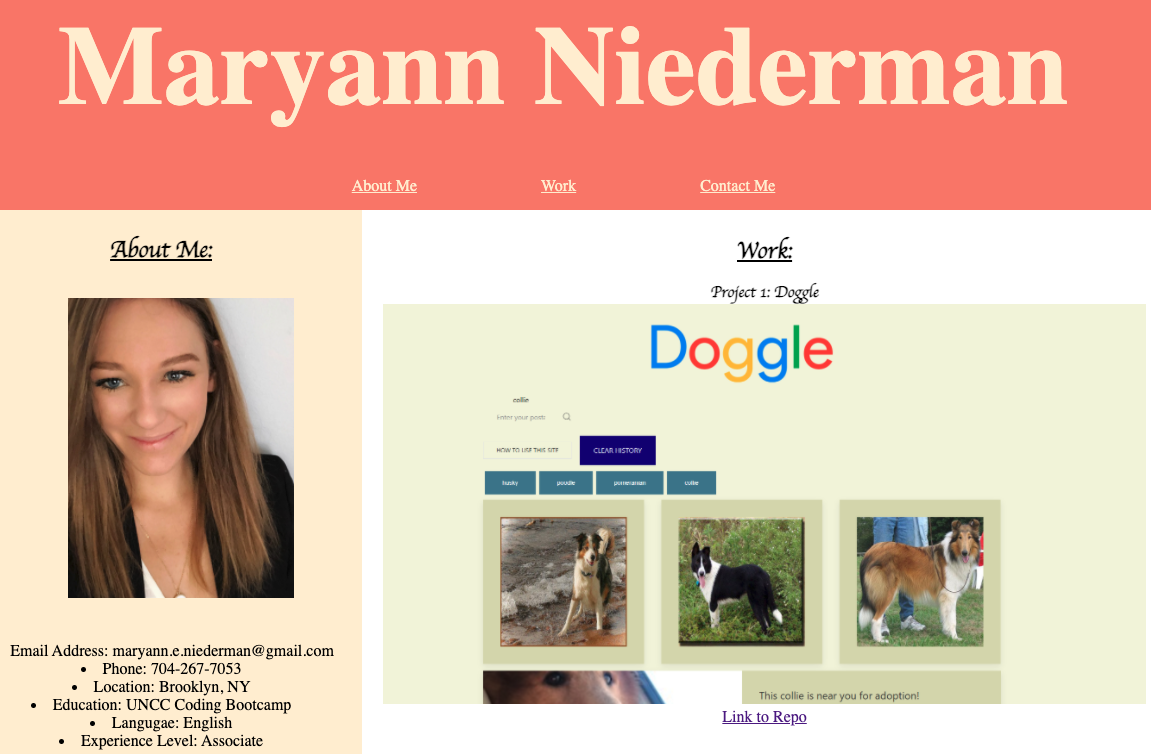 Maryann Niederman
About Me Work Contact Me
About Me:
Email Address: maryann.e.niederman@gmail.com
• Phone: 704-267-7053
• Location: Brooklyn, NY
• Education: UNCC Coding Bootcamp
• Langugae: English
• Experience Level: Associate
Work:
Project 1: Doggle
Doggle
collie
Enter your postc
HOW TO USE THIS SITE CLEAR HISTORY
husky poodle pomeranian collie
This collie is near you for adoption!
Link to Repo